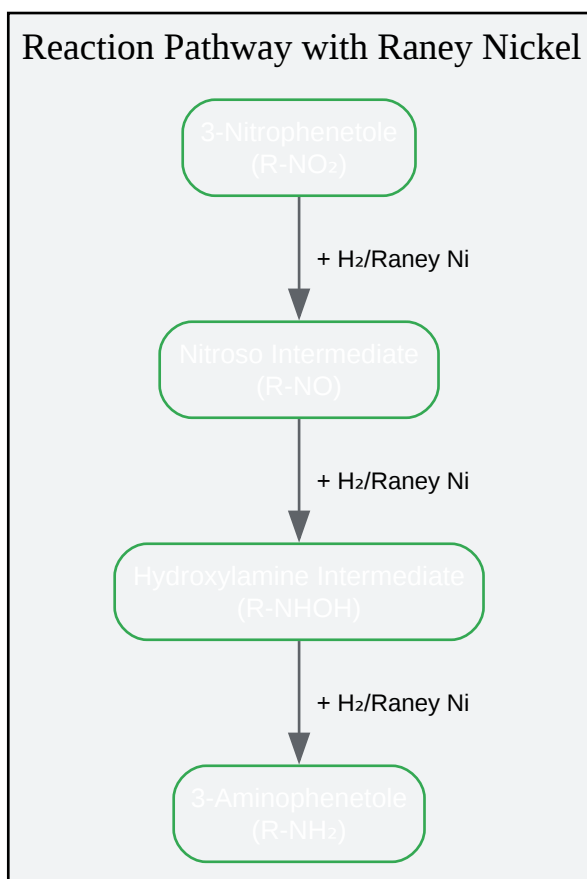 Reaction Pathway with Raney Nickel
3-Nitrophenetole
(R-NO₂)
+ H₂/Raney Ni
Nitroso Intermediate
(R-NO)
+ H₂/Raney Ni
Hydroxylamine Intermediate
(R-NHOH)
+ H₂/Raney Ni
3-Aminophenetole
(R-NH₂)